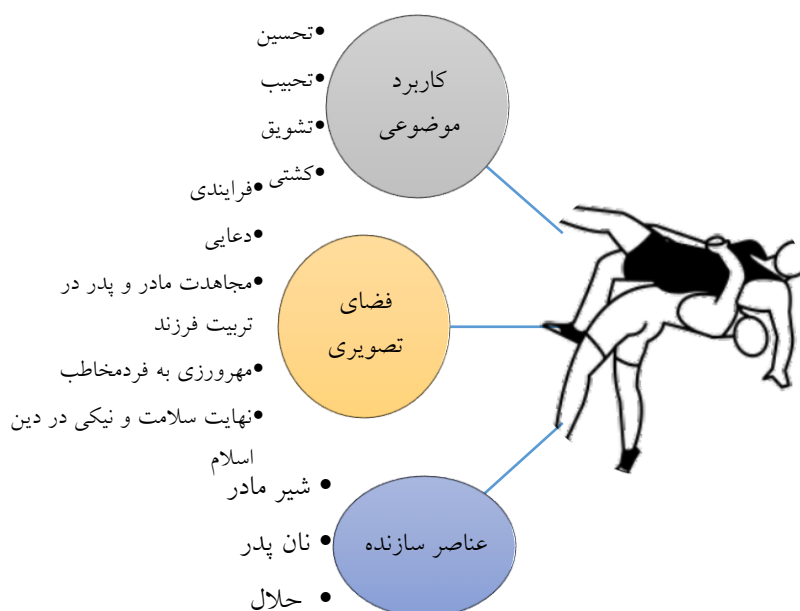 کاربرد
موضوعی
•تحسین
•تحبیب
•تشویق
•کشتی
فضای
تصویری
•فرایندی
•دعایی
•مجاهدت مادر و پدر در
تربیت فرزند
•مهرورزی به فردمخاطب
•نهایت سلامت و نیکی در دین
اسلام
عناصر سازنده
• شیر مادر
• نان پدر
• حلال